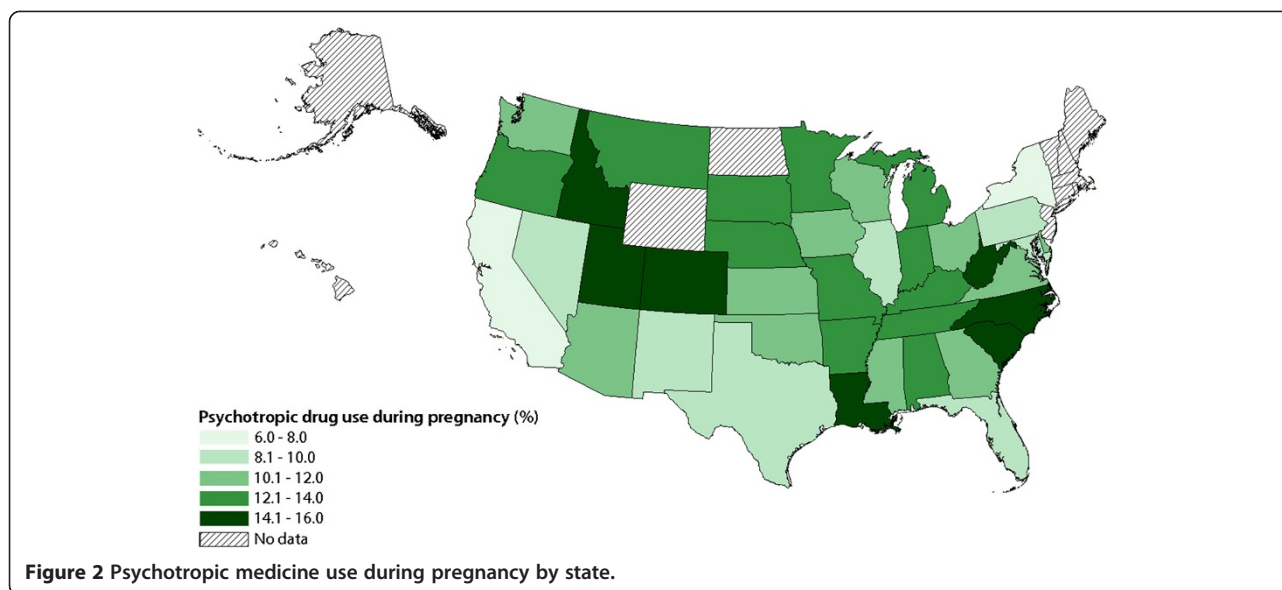 Psychotropic drug use during pregnancy (%)
6.0 - 8.0
8.1 - 10.0
10.1 - 12.0
12.1 - 14.0
14.1 - 16.0
No data
Figure 2 Psychotropic medicine use during pregnancy by state.